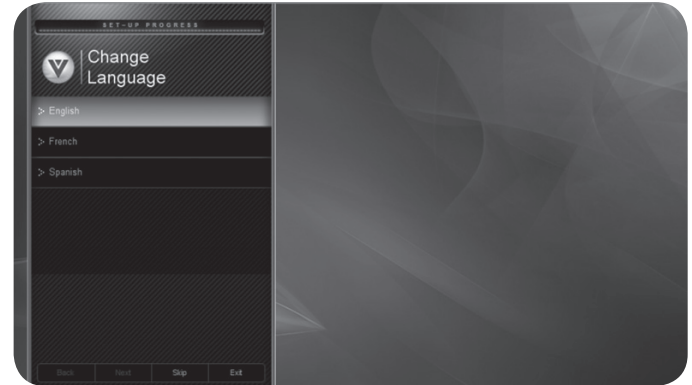 SET-UP PROGRESS
Change
Language
English
French
Spanish
Back Next Skip Exit